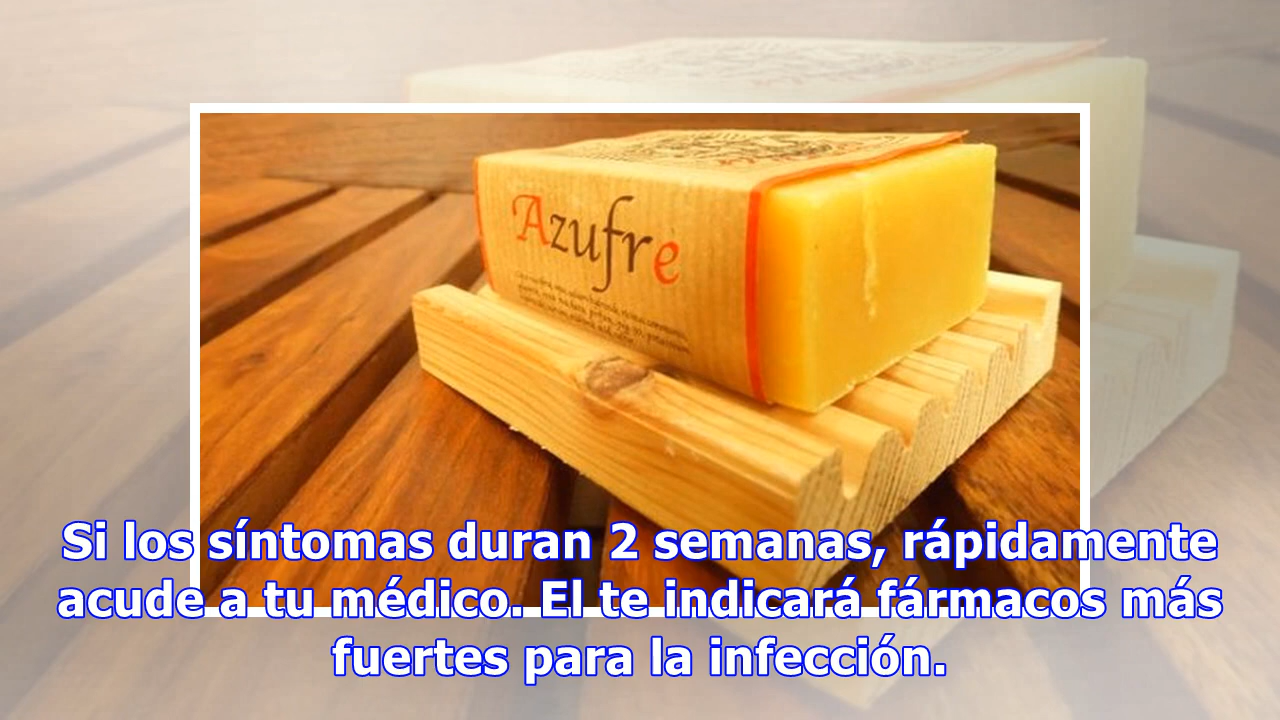 Azufre
Si los síntomas duran 2 semanas, rápidamente
acude a tu médico. El te indicará fármacos más
fuertes para la infección.